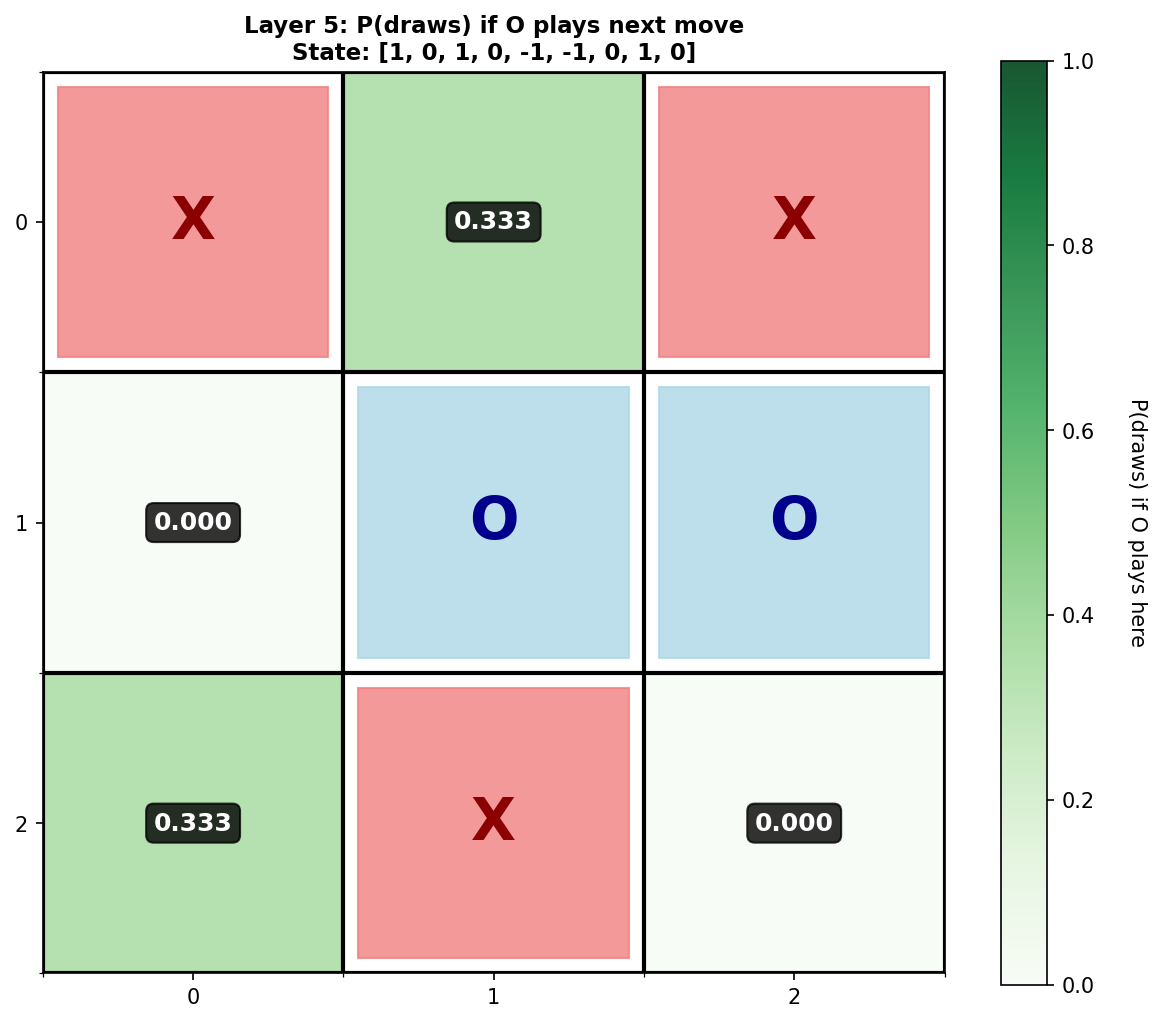 Layer 5: P(draws) if O plays next move
State: [1, 0, 1, 0, -1, -1, 0, 1, 0]
0
X
0.333
X
1
0.000
O
O
2
0.333
X
0.000
0
1
2
1.0
0.8
0.6
0.4
0.2
0.0
P(draws) if O plays here